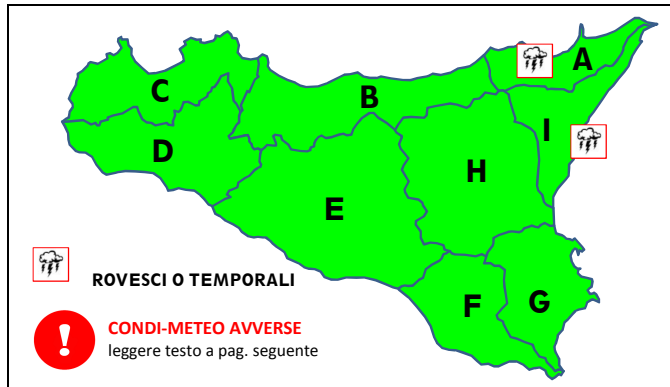 A
C
B
I
D
H
E
ROVESCI O TEMPORALI
F
G
CONDI-METEO AVVERSE
leggere testo a pag. seguente